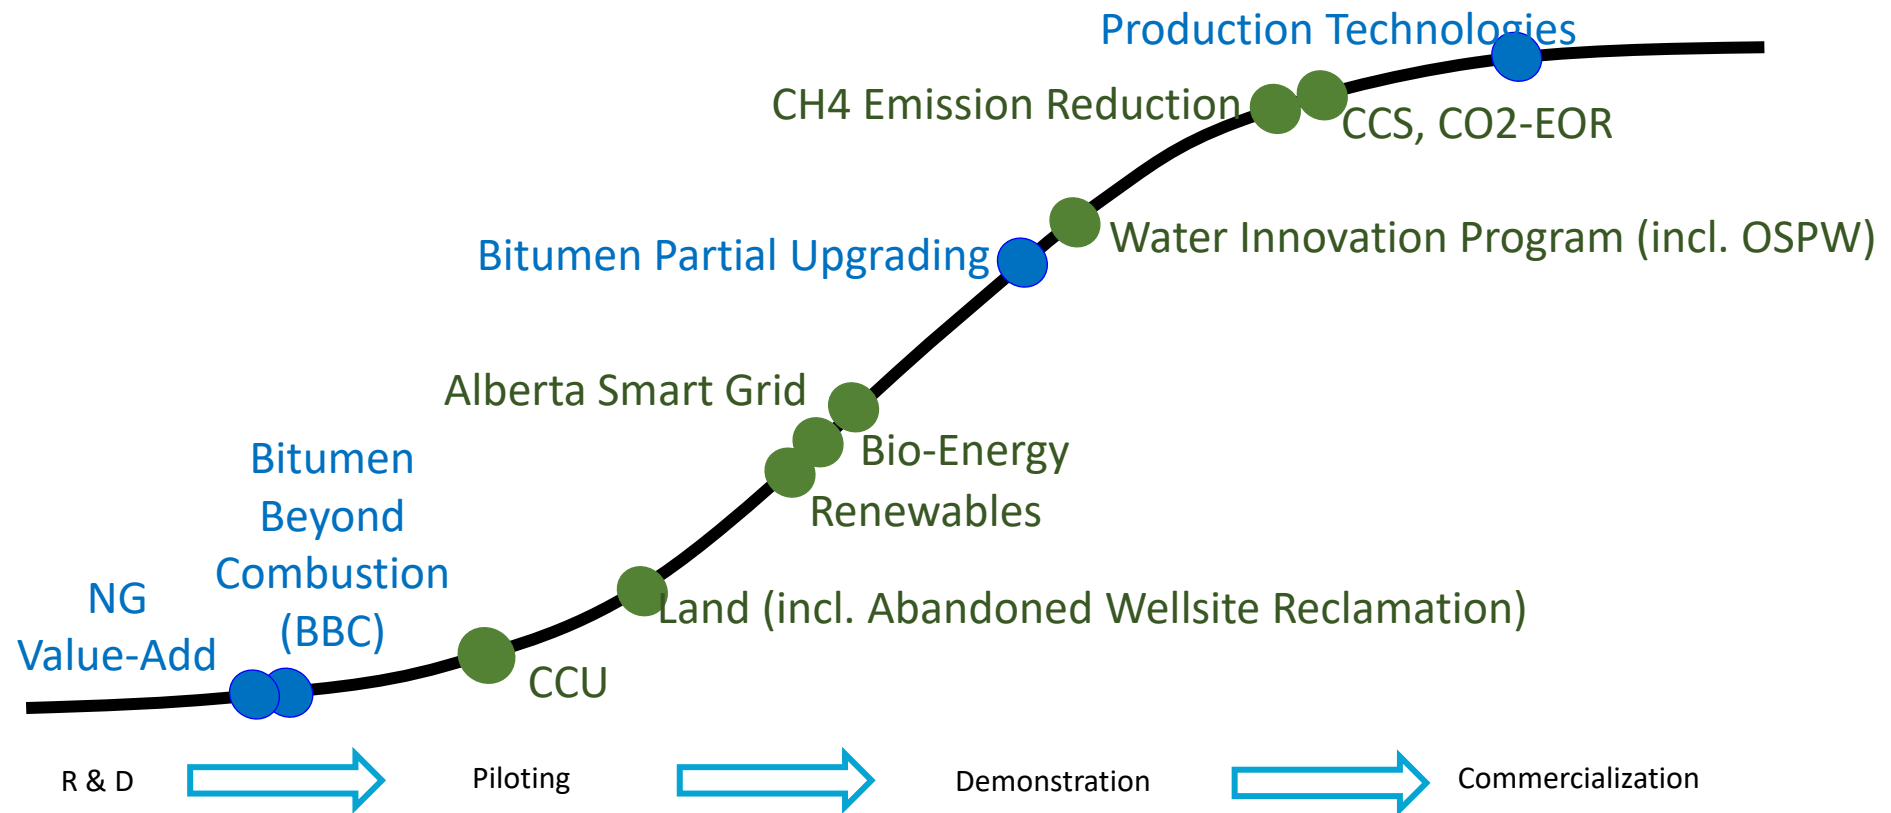 Production Technologies
CH4 Emission Reduction
CCS, CO2-EOR
Water Innovation Program (incl. OSPW)
Bitumen Partial Upgrading
Alberta Smart Grid
Bio-Energy
Renewables
Bitumen
Beyond
Combustion
(BBC)
NG
Value-Add
Land (incl. Abandoned Wellsite Reclamation)
CCU
R & D
Piloting
Demonstration
Commercialization